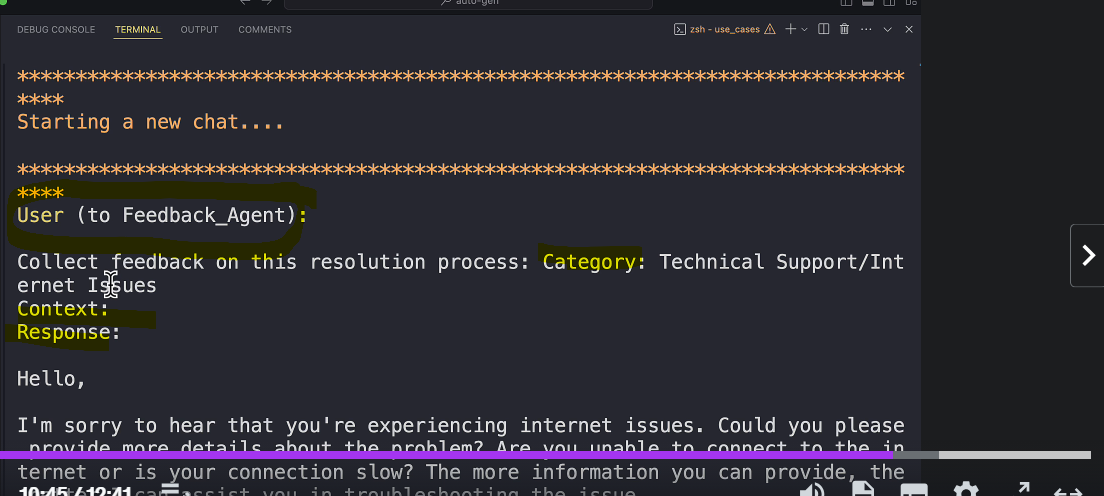 auto-gen
DEBUG CONSOLE TERMINAL OUTPUT COMMENTS zsh - use_cases
****************************************************************************
****
Starting a new chat....
****************************************************************************
****
User (to Feedback_Agent):
Collect feedback on this resolution process: Category: Technical Support/Int
ernet Issues
Context:
Response:
Hello,
I'm sorry to hear that you're experiencing internet issues. Could you please
provide more details about the problem? Are you unable to connect to the in
ternet or is your connection slow? The more information you can provide, the
can assist you in troubleshooting the issue.
10:45 / 12:41